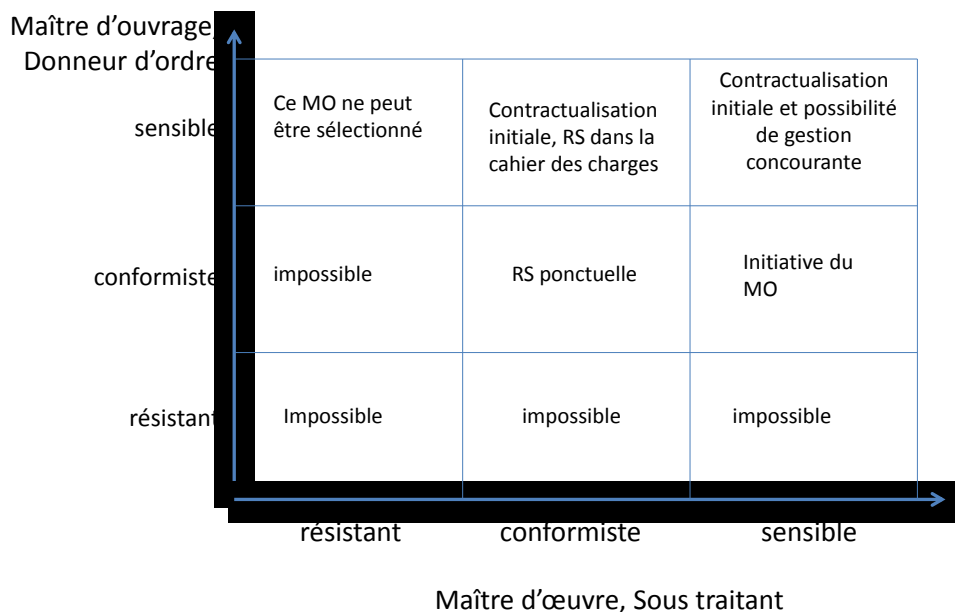 Maître d'ouvrage,
Donneur d'ordre
sensible
Ce MO ne peut
être sélectionné
Contractualisation
initiale, RS dans la
cahier des charges
Contractualisation
initiale et possibilité
de gestion
concourante
conformiste
impossible
RS ponctuelle
Initiative du
MO
résistant
Impossible
impossible
impossible
résistant
conformiste
sensible
Maître d'œuvre, Sous traitant